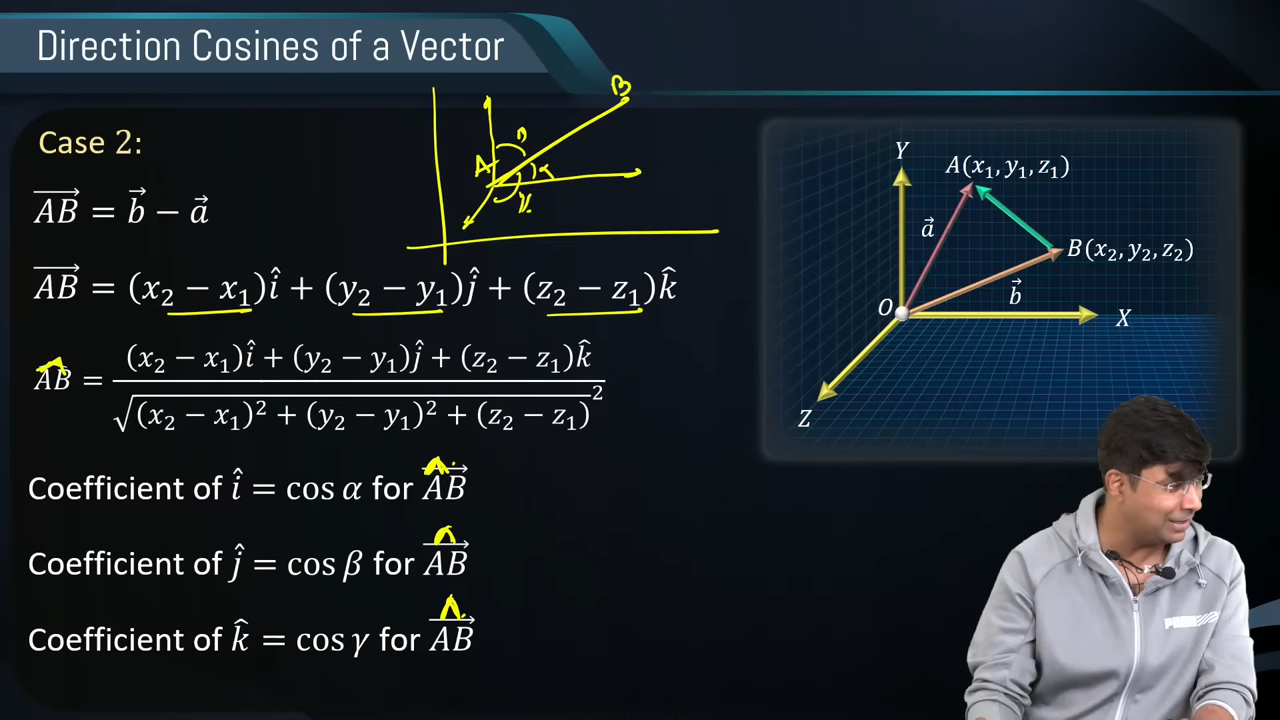 Direction Cosines of a Vector
Case 2:
$\overrightarrow{AB} = \vec{b} - \vec{a}$
$\overrightarrow{AB} = (x_2 - x_1)\hat{i} + (y_2 - y_1)\hat{j} + (z_2 - z_1)\hat{k}$
$\widehat{AB} = \frac{(x_2 - x_1)\hat{i} + (y_2 - y_1)\hat{j} + (z_2 - z_1)\hat{k}}{\sqrt{(x_2 - x_1)^2 + (y_2 - y_1)^2 + (z_2 - z_1)}^2}$
Coefficient of $\hat{i} = \cos \alpha$ for $\overrightarrow{AB}$
Coefficient of $\hat{j} = \cos \beta$ for $\overrightarrow{AB}$
Coefficient of $\hat{k} = \cos \gamma$ for $\overrightarrow{AB}$
B
A
α
Y
A(x₁, y₁, z₁)
$\vec{a}$
B(x₂, y₂, z₂)
$\vec{b}$
O
X
Z